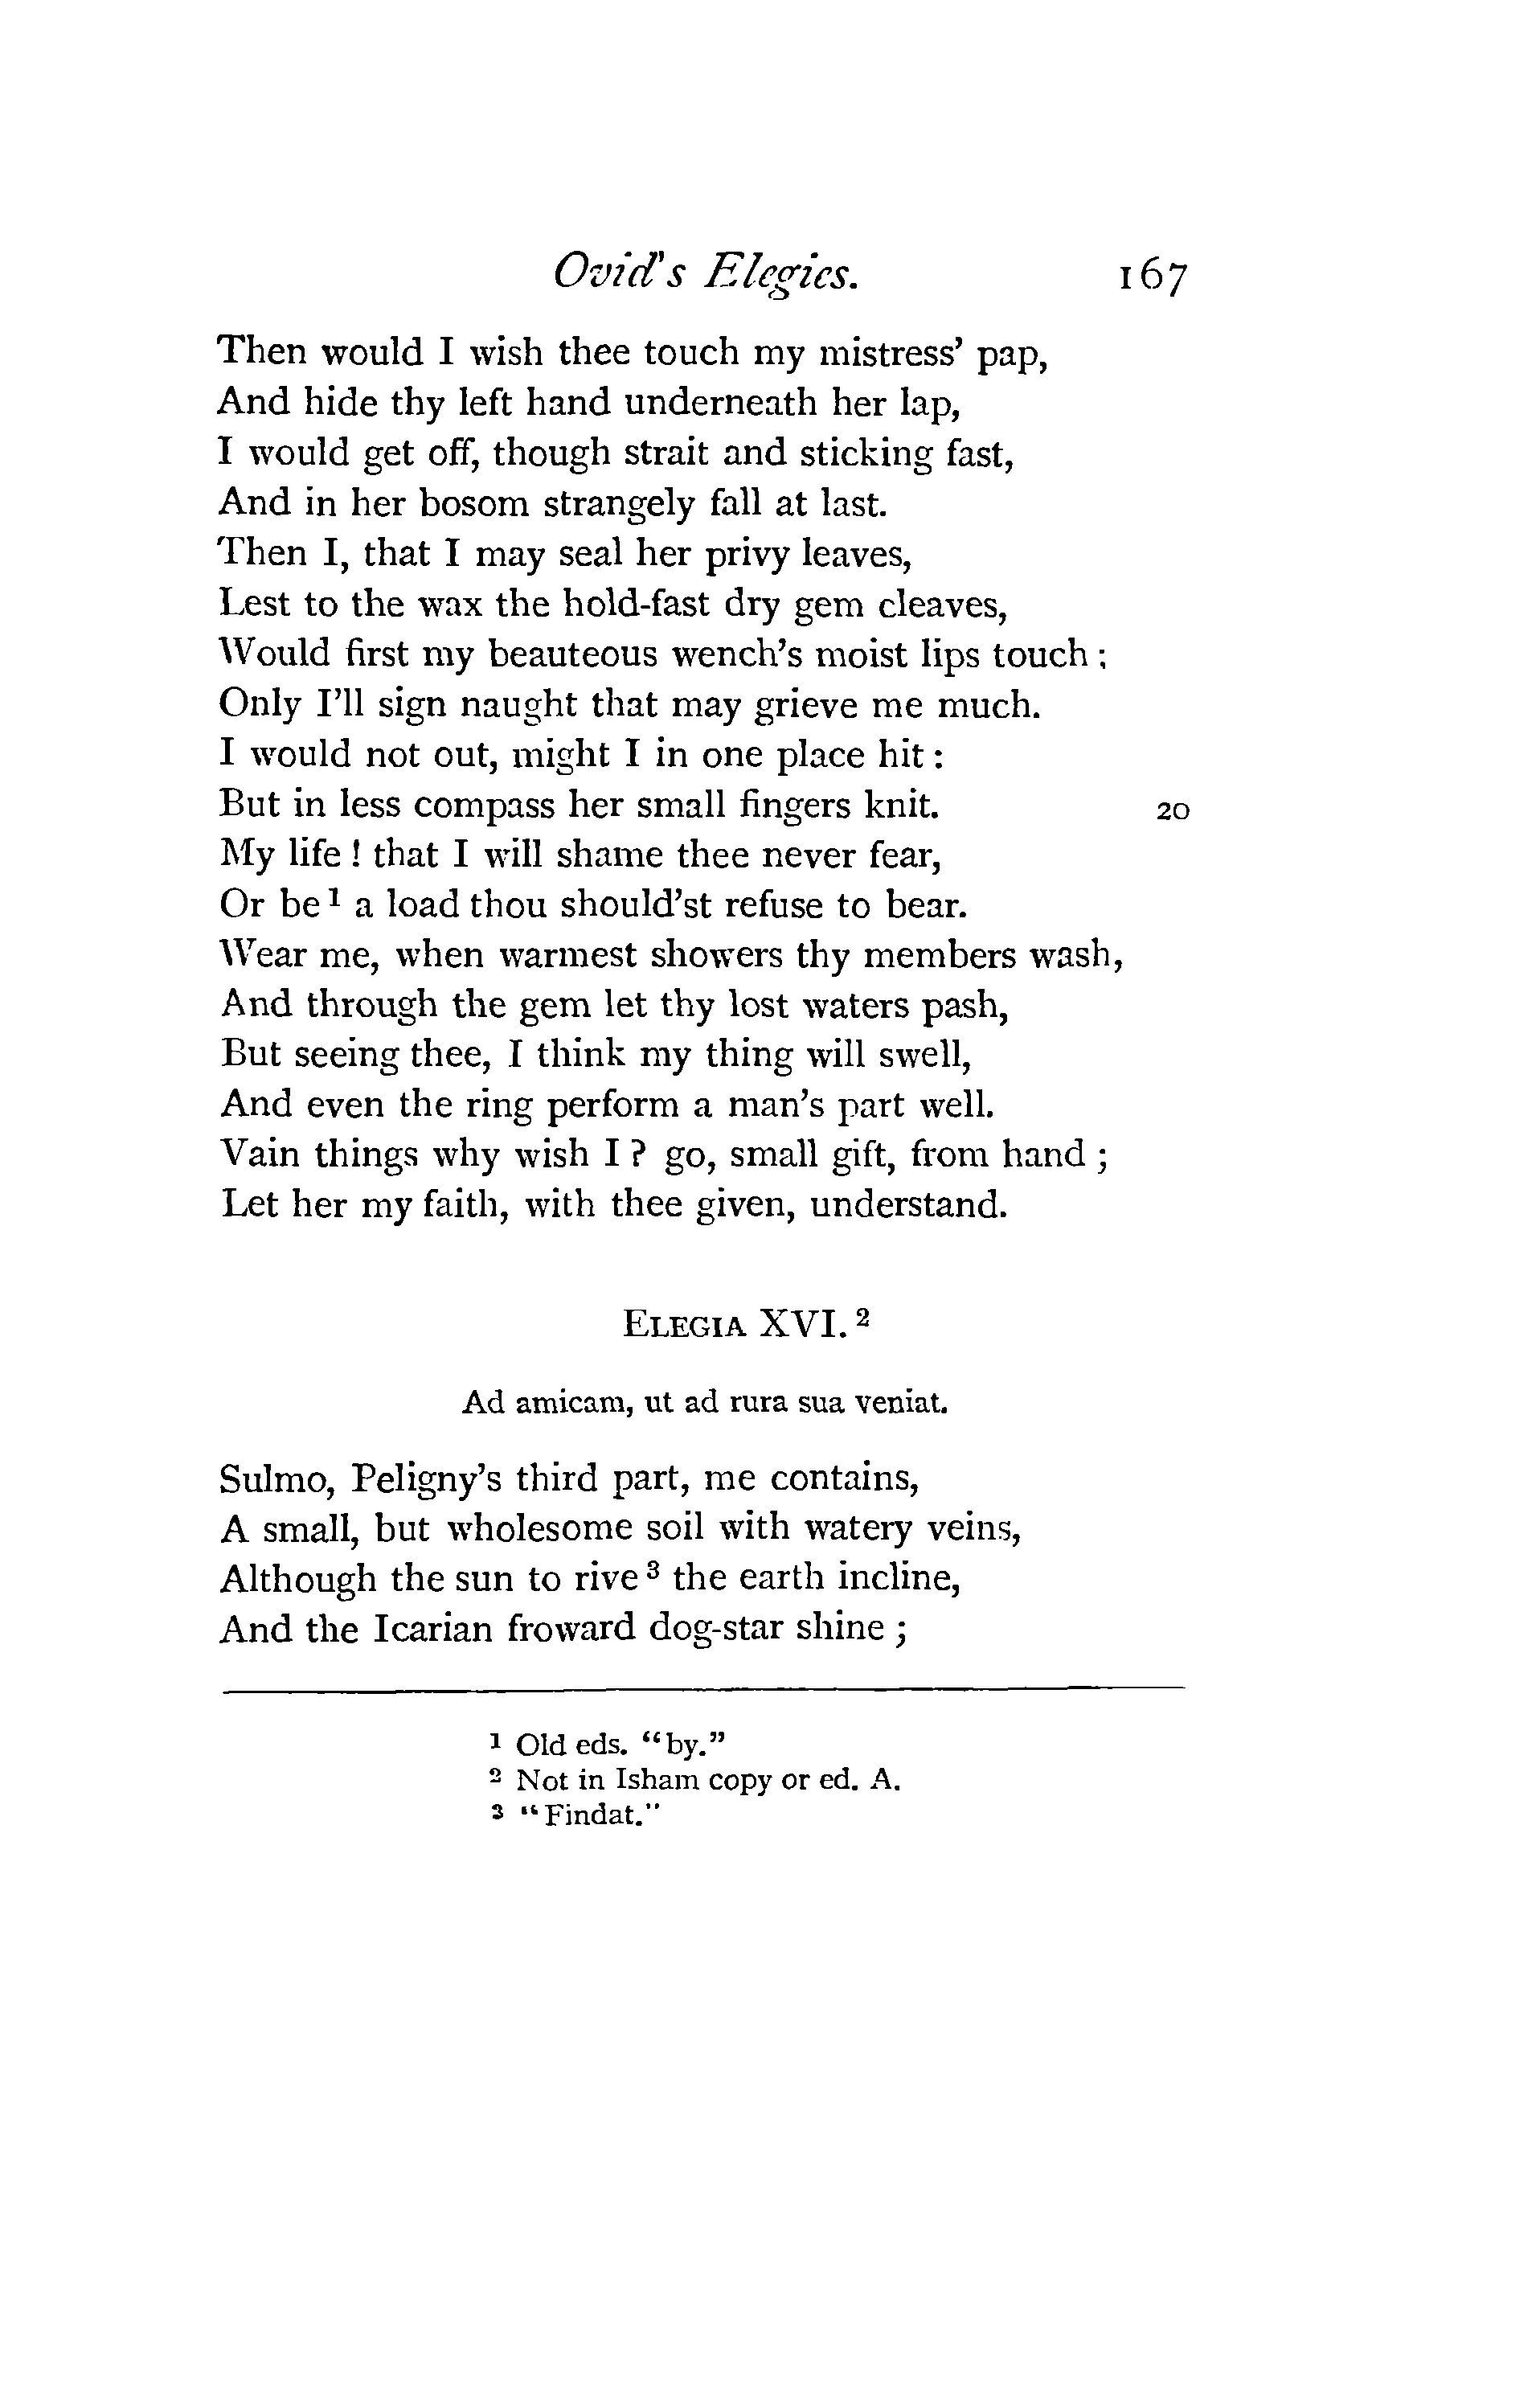 Ovid's Elegies. 167
Then would I wish thee touch my mistress' pap,
And hide thy left hand underneath her lap,
I would get off, though strait and sticking fast,
And in her bosom strangely fall at last.
Then I, that I may seal her privy leaves,
Lest to the wax the hold-fast dry gem cleaves,
Would first my beauteous wench's moist lips touch;
Only I'll sign naught that may grieve me much.
I would not out, might I in one place hit:
But in less compass her small fingers knit. 20
My life! that I will shame thee never fear,
Or be¹ a load thou should'st refuse to bear.
Wear me, when warmest showers thy members wash,
And through the gem let thy lost waters pash,
But seeing thee, I think my thing will swell,
And even the ring perform a man's part well.
Vain things why wish I? go, small gift, from hand;
Let her my faith, with thee given, understand.
ELEGIA XVI.²
Ad amicam, ut ad rura sua veniat.
Sulmo, Peligny's third part, me contains,
A small, but wholesome soil with watery veins,
Although the sun to rive³ the earth incline,
And the Icarian froward dog-star shine;
¹ Old eds. "by."
² Not in Isham copy or ed. A.
³ "Findat."